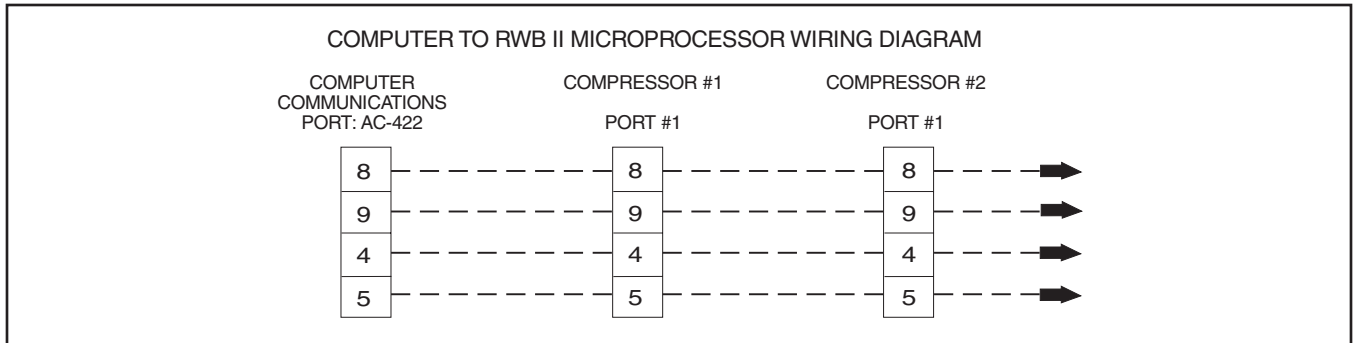 COMPUTER TO RWB II MICROPROCESSOR WIRING DIAGRAM
COMPUTER
COMMUNICATIONS
PORT: AC-422
COMPRESSOR #1
PORT #1
COMPRESSOR #2
PORT #1
8 8 8
9 9 9
4 4 4
5 5 5